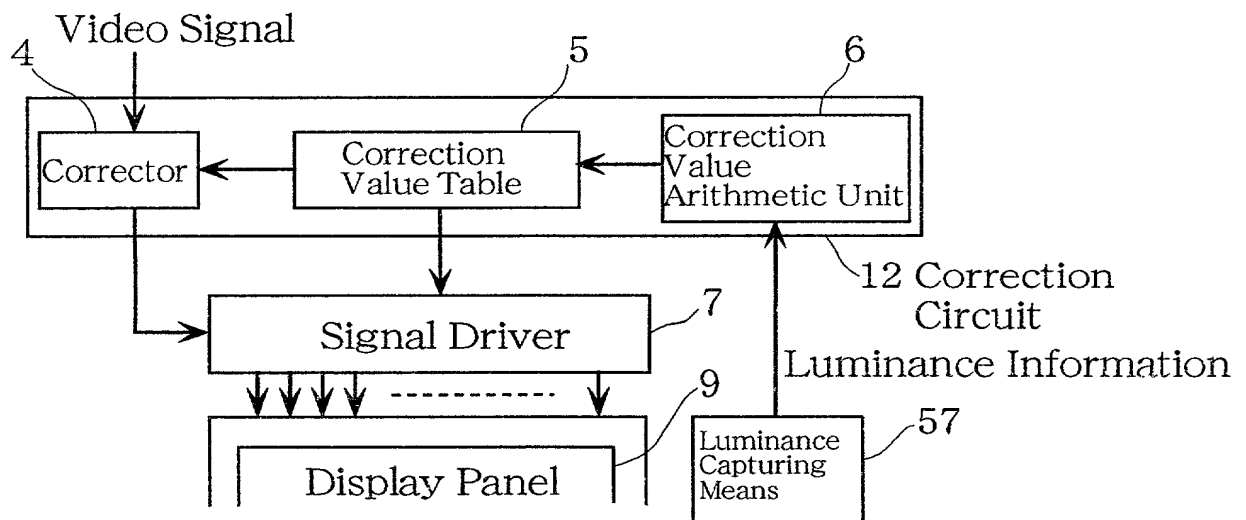 Video Signal
4
5
6
Corrector
Correction
Value Table
Correction
Value
Arithmetic Unit
12 Correction
Circuit
7
Signal Driver
Luminance Information
9
57
Display Panel
Luminance
Capturing
Means